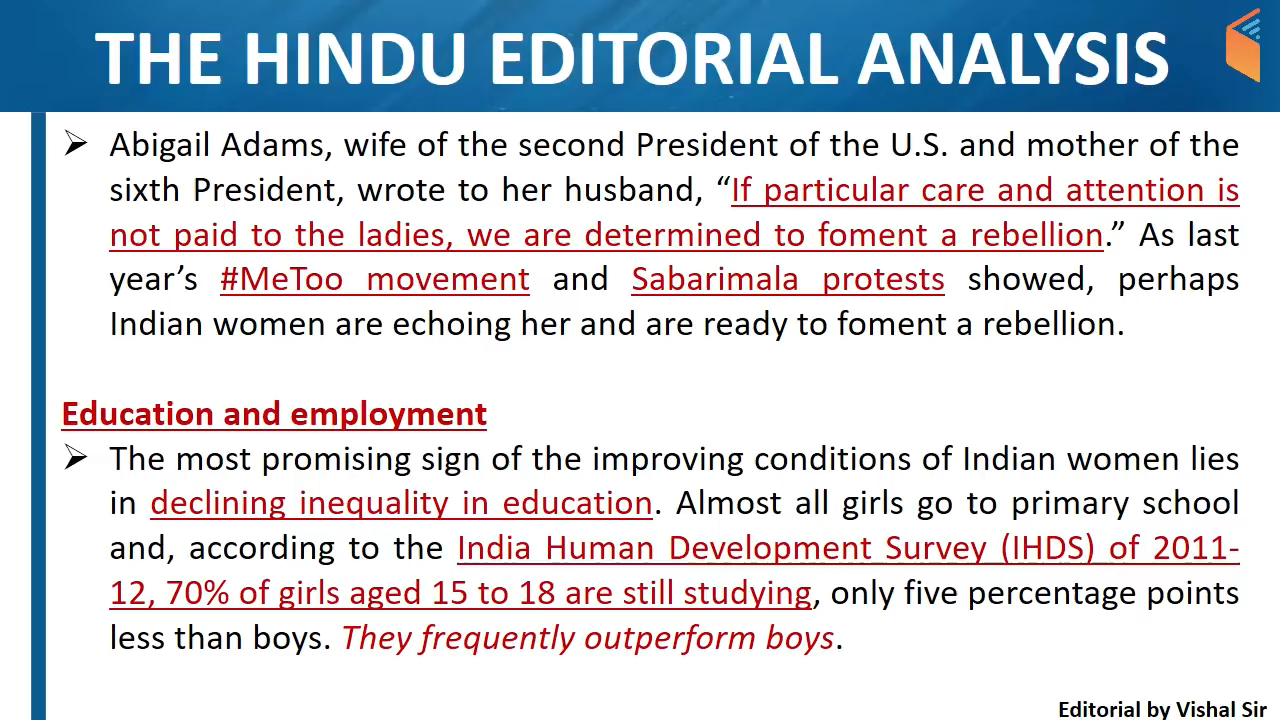 THE HINDU EDITORIAL ANALYSIS
➢ Abigail Adams, wife of the second President of the U.S. and mother of the
sixth President, wrote to her husband, “If particular care and attention is
not paid to the ladies, we are determined to foment a rebellion.” As last
year’s #MeToo movement and Sabarimala protests showed, perhaps
Indian women are echoing her and are ready to foment a rebellion.
Education and employment
➢ The most promising sign of the improving conditions of Indian women lies
in declining inequality in education. Almost all girls go to primary school
and, according to the India Human Development Survey (IHDS) of 2011-
12, 70% of girls aged 15 to 18 are still studying, only five percentage points
less than boys. They frequently outperform boys.
Editorial by Vishal Sir